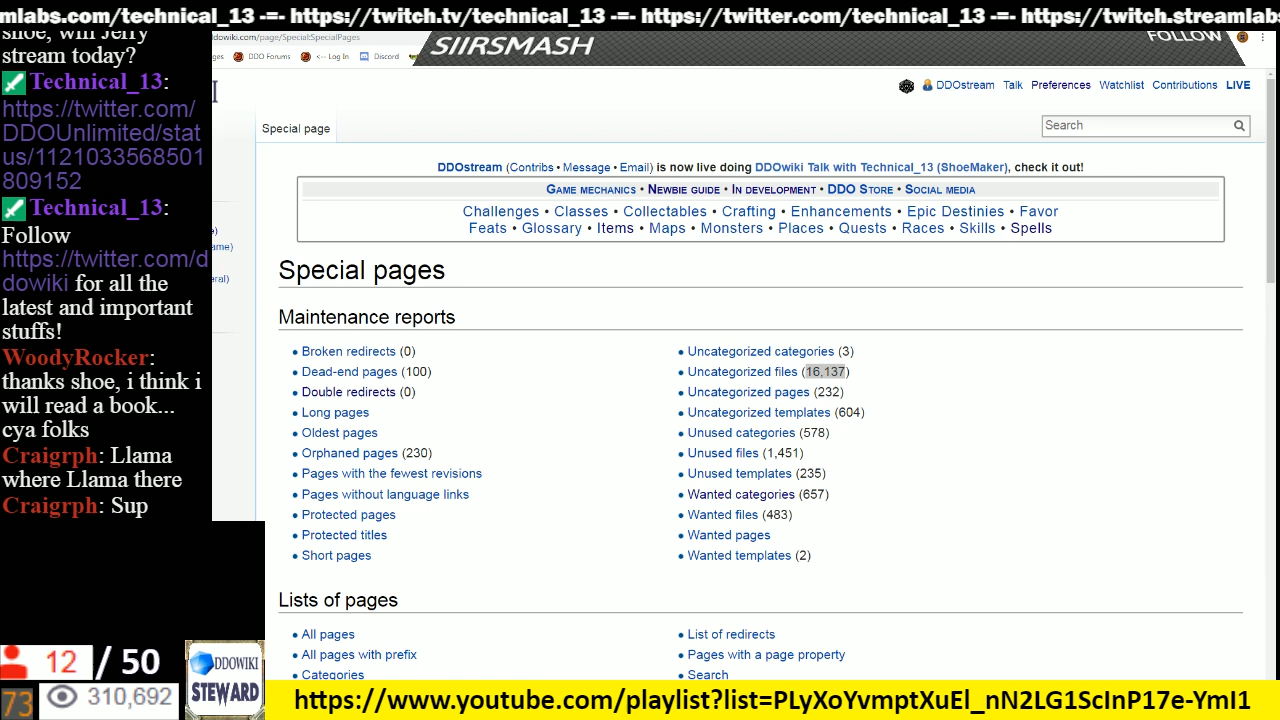 mlabs.com/technical_13 -=- https://twitch.tv/technical_13 -=- https://twitter.com/technical_13 -=- https://twitch.streamlabs
shoe, will Jerry
stream today?
Technical_13:
https://twitter.com/
DDOUnlimited/stat
us/1121033568501
809152
Technical_13:
Follow
https://twitter.com/d
dowiki for all the
latest and important
stuffs!
WoodyRocker:
thanks shoe, i think i
will read a book...
cya folks
Craigrph: Llama
where Llama there
Craigrph: Sup
ddowiki.com/page/Special:SpecialPages
SIIRSMASH
FOLLOW
ges DDO Forums <-- Log In Discord
DDOstream Talk Preferences Watchlist Contributions LIVE
Special page
Search
DDOstream (Contribs • Message • Email) is now live doing DDOwiki Talk with Technical_13 (ShoeMaker), check it out!
Game mechanics • Newbie guide • In development • DDO Store • Social media
Challenges • Classes • Collectables • Crafting • Enhancements • Epic Destinies • Favor
Feats • Glossary • Items • Maps • Monsters • Places • Quests • Races • Skills • Spells
e)
ame)
eral)
Special pages
Maintenance reports
• Broken redirects (0)
• Dead-end pages (100)
• Double redirects (0)
• Long pages
• Oldest pages
• Orphaned pages (230)
• Pages with the fewest revisions
• Pages without language links
• Protected pages
• Protected titles
• Short pages
• Uncategorized categories (3)
• Uncategorized files (16,137)
• Uncategorized pages (232)
• Uncategorized templates (604)
• Unused categories (578)
• Unused files (1,451)
• Unused templates (235)
• Wanted categories (657)
• Wanted files (483)
• Wanted pages
• Wanted templates (2)
Lists of pages
• All pages
• All pages with prefix
• Categories
• List of redirects
• Pages with a page property
• Search
12 / 50
73 310,692
DDOWIKI
STEWARD
https://www.youtube.com/playlist?list=PLyXoYvmptXuEl_nN2LG1ScInP17e-YmI1